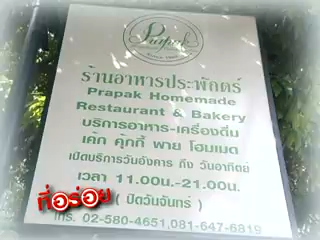 Prapak
Since 1960
ร้านอาหารประพักตร์
Prapak Homemade
Restaurant & Bakery
บริการอาหาร-เครื่องดื่ม
เค้ก คุ้กกี้ พาย โฮมเมด
เปิดบริการวันอังคาร ถึง วันอาทิตย์
เวลา 11.00น.-21.00น.
ที่อร่อย
( ปิดวันจันทร์ )
โทร. 02-580-4651,081-647-6819